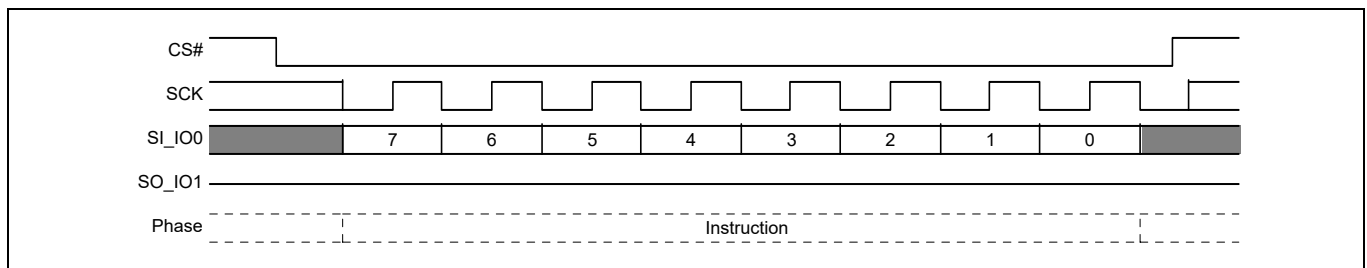 CS#
SCK
SI_IO0 7 6 5 4 3 2 1 0
SO_IO1
Phase Instruction